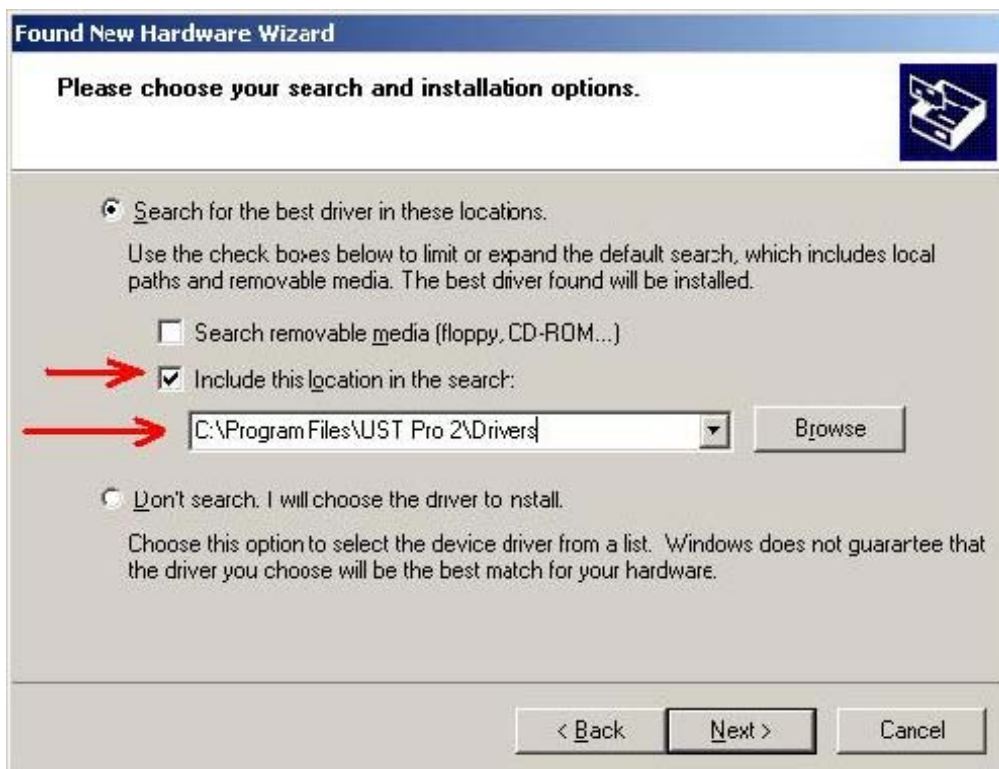 Found New Hardware Wizard
Please choose your search and installation options.
Search for the best driver in these locations.
Use the check boxes below to limit or expand the default search, which includes local
paths and removable media. The best driver found will be installed.
Search removable media (floppy, CD-ROM...)
Include this location in the search:
C:\Program Files\UST Pro 2\Drivers
Browse
Don't search. I will choose the driver to install.
Choose this option to select the device driver from a list. Windows does not guarantee that
the driver you choose will be the best match for your hardware.
< Back
Next >
Cancel